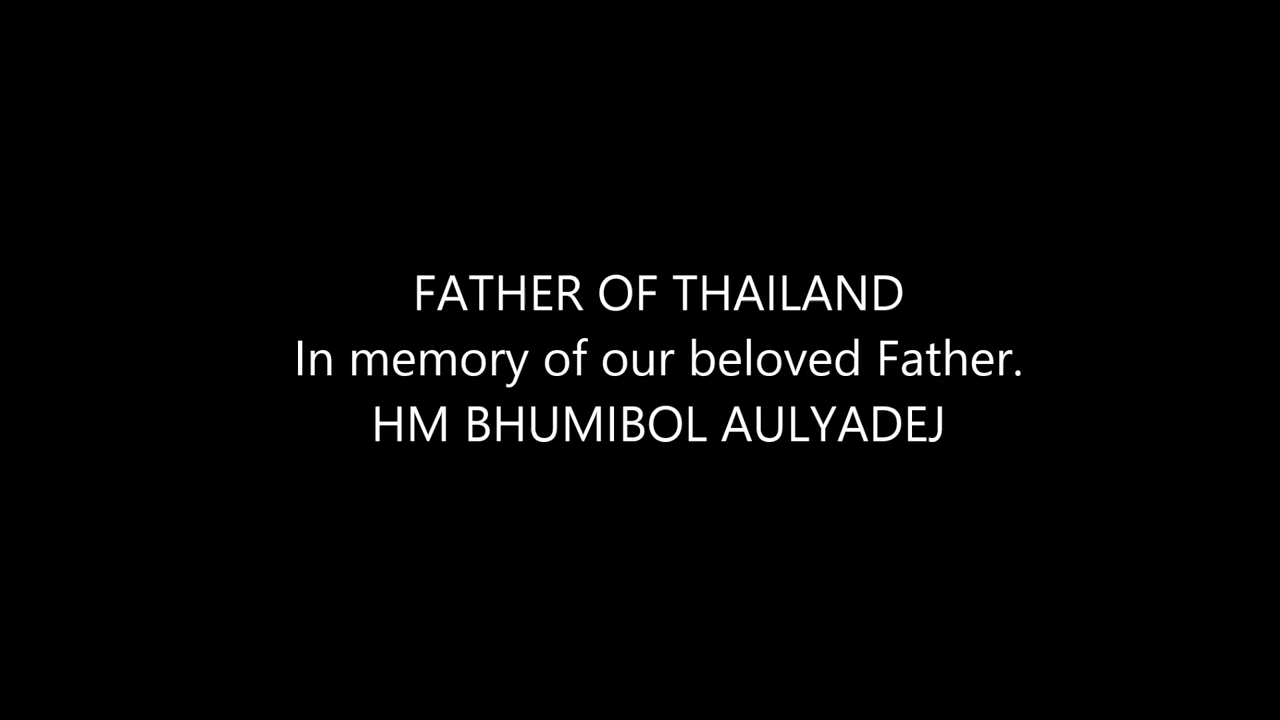 FATHER OF THAILAND
In memory of our beloved Father.
HM BHUMIBOL AULYADEJ